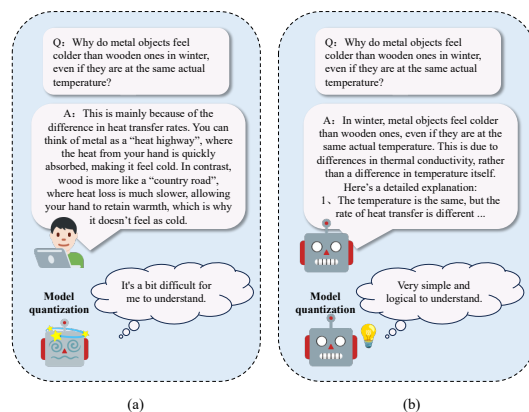 Q：Why do metal objects feel
colder than wooden ones in winter,
even if they are at the same actual
temperature?
A：This is mainly because of the
difference in heat transfer rates. You can
think of metal as a “heat highway”, where
the heat from your hand is quickly
absorbed, making it feel cold. In contrast,
wood is more like a “country road”,
where heat loss is much slower, allowing
your hand to retain warmth, which is why
it doesn’t feel as cold.
It's a bit difficult for
me to understand.
Model
quantization
(a)
Q：Why do metal objects feel
colder than wooden ones in winter,
even if they are at the same actual
temperature?
A：In winter, metal objects feel colder
than wooden ones, even if they are at the
same actual temperature. This is due to
differences in thermal conductivity, rather
than a difference in temperature itself.
Here’s a detailed explanation:
1、The temperature is the same, but the
rate of heat transfer is different ...
Very simple and
logical to understand.
Model
quantization
(b)